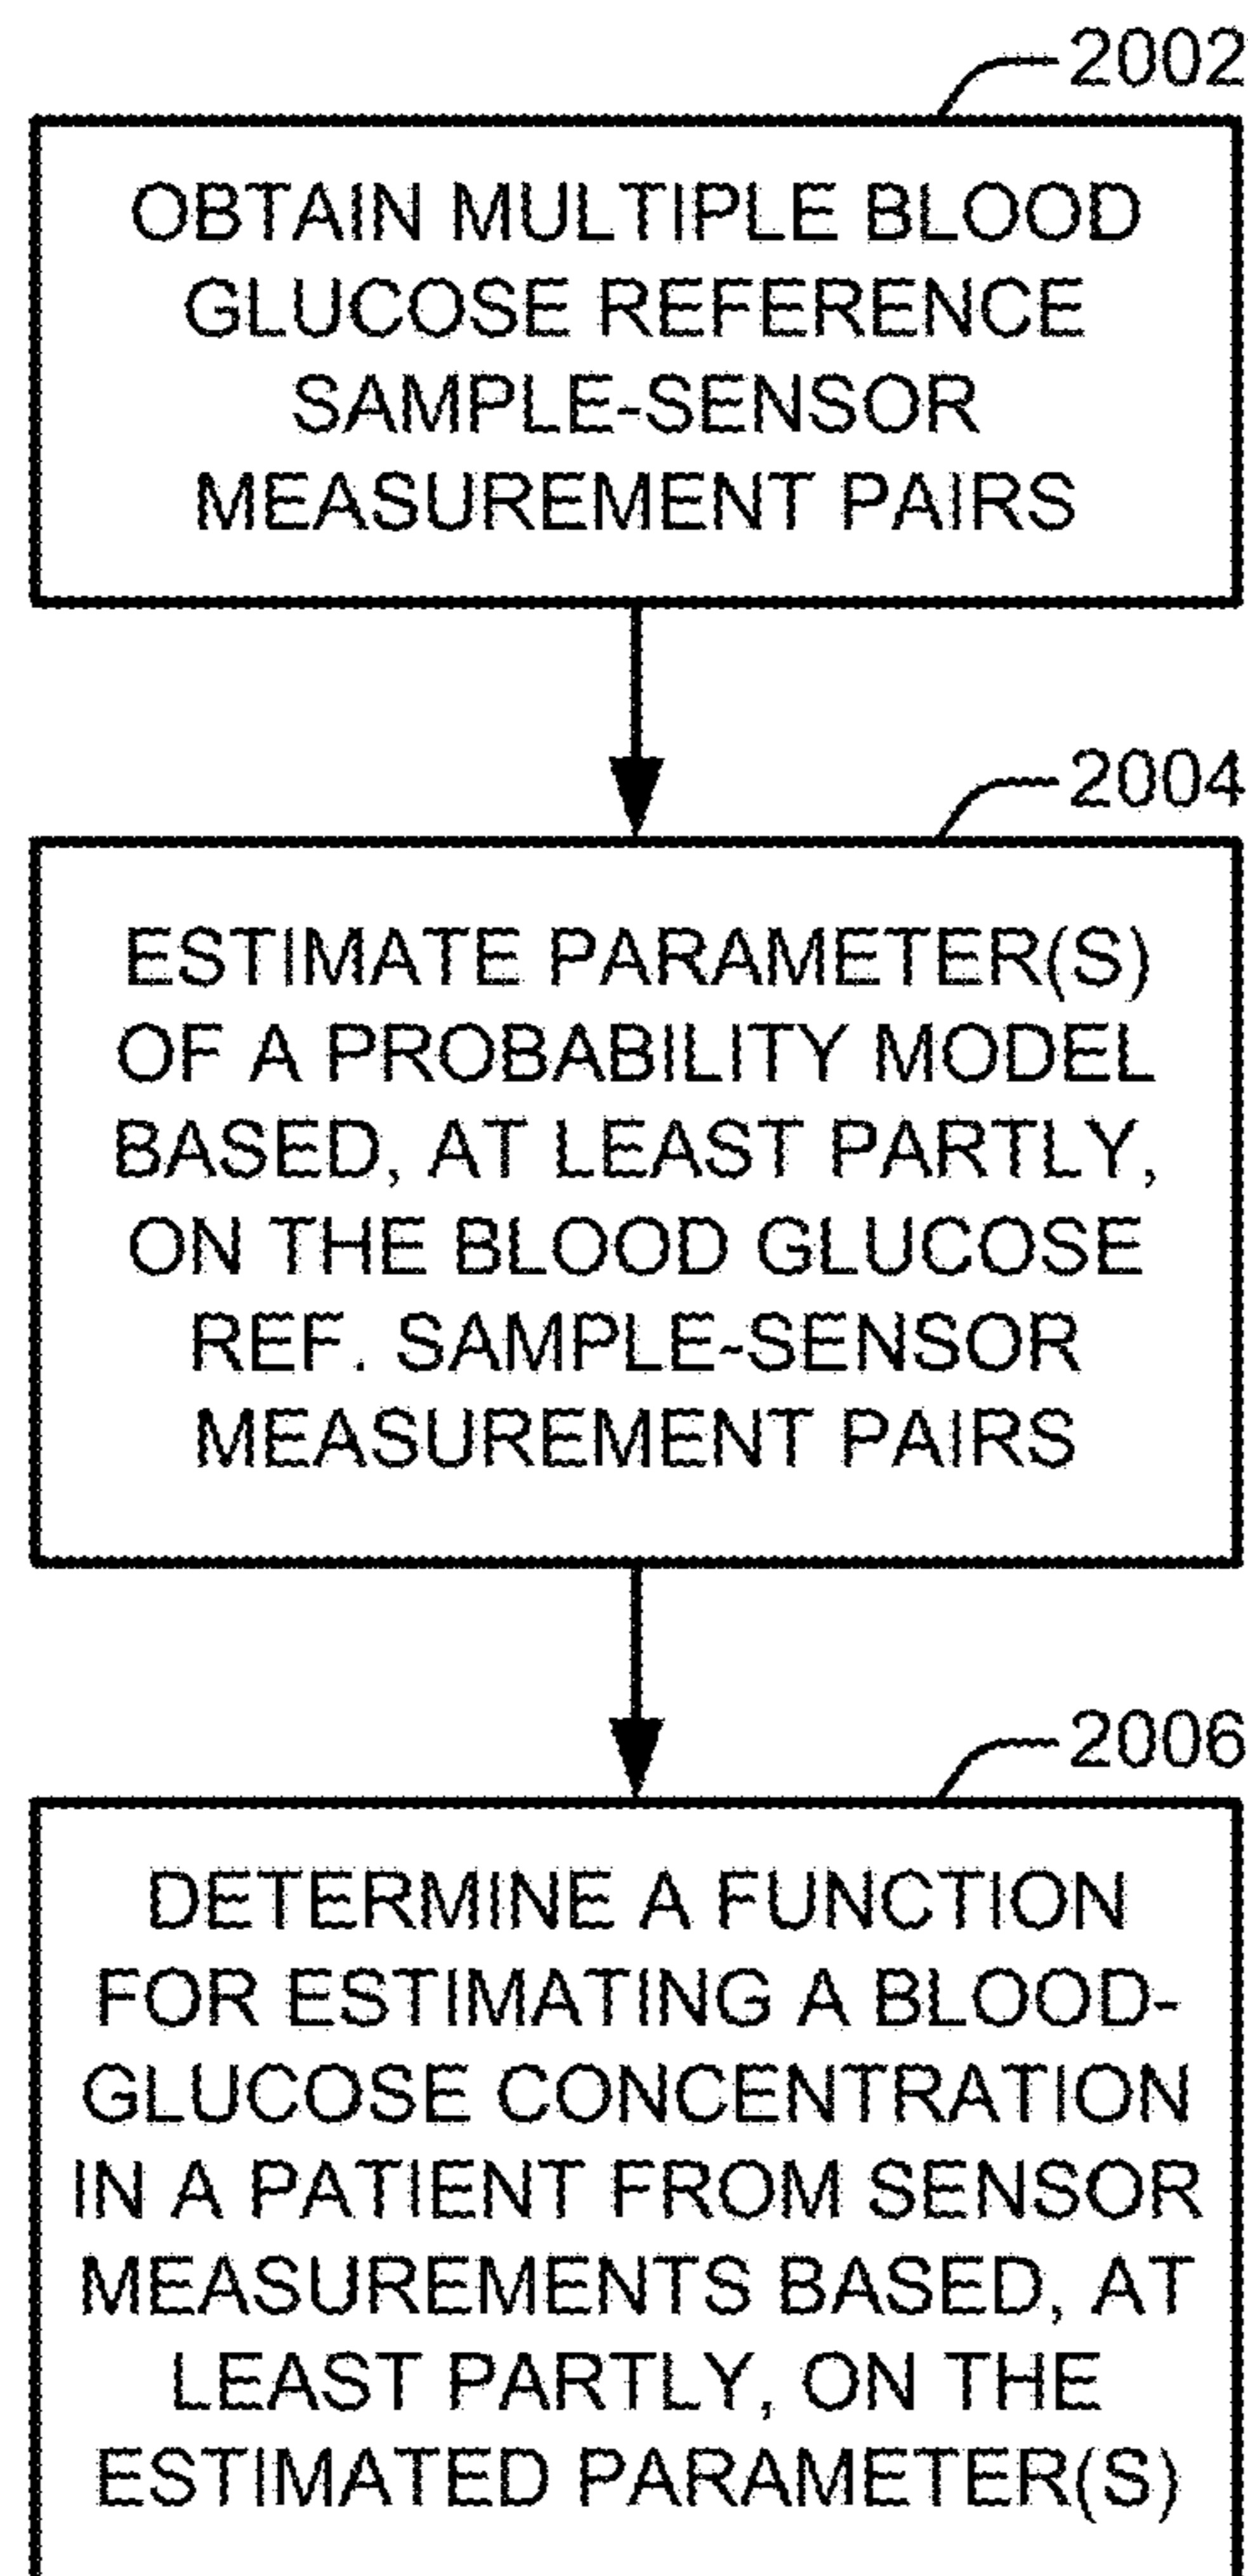 2002
OBTAIN MULTIPLE BLOOD
GLUCOSE REFERENCE
SAMPLE-SENSOR
MEASUREMENT PAIRS
2004
ESTIMATE PARAMETER(S)
OF A PROBABILITY MODEL
BASED, AT LEAST PARTLY,
ON THE BLOOD GLUCOSE
REF. SAMPLE-SENSOR
MEASUREMENT PAIRS
2006
DETERMINE A FUNCTION
FOR ESTIMATING A BLOOD-
GLUCOSE CONCENTRATION
IN A PATIENT FROM SENSOR
MEASUREMENTS BASED, AT
LEAST PARTLY, ON THE
ESTIMATED PARAMETER(S)